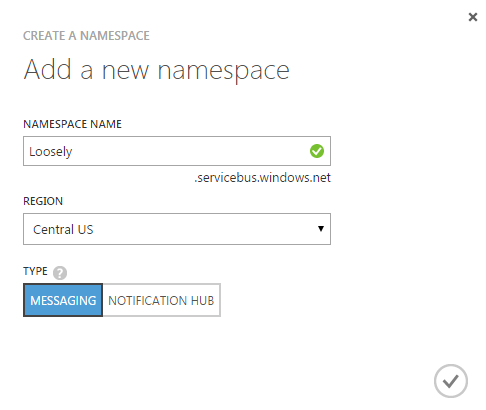 CREATE A NAMESPACE
Add a new namespace
NAMESPACE NAME
Loosely
.servicebus.windows.net
REGION
Central US
TYPE ?
MESSAGING NOTIFICATION HUB